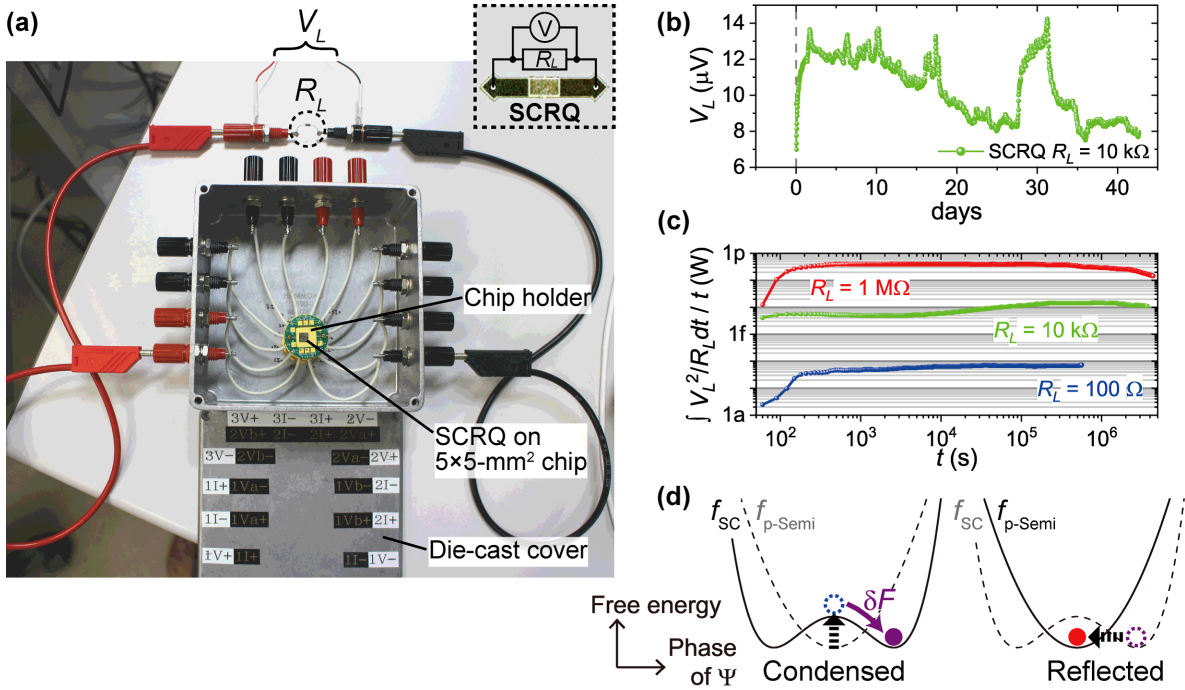 (a)
V_L
R_L
V
R_L
SCRQ
Chip holder
SCRQ on
5×5-mm² chip
Die-cast cover
3V+ 3I- 3I+ 2V-
2Vb+ 2I- 2I+ 2Va+
3V- 2Vb- 2Va- 2V+
1I+ 1Va- 1Vb- 2I-
1I- 1Va+ 1Vb+ 2I+
1V+ 1I+ 1I- 1V-
(b)
V_L (μV)
14
12
10
8
6
SCRQ R_L = 10 kΩ
0 10 20 30 40
days
(c)
∫ V_L²/R_L dt / t (W)
1p
1f
1a
R_L = 1 MΩ
R_L = 10 kΩ
R_L = 100 Ω
10² 10³ 10⁴ 10⁵ 10⁶
t (s)
(d)
f_SC f_p-Semi f_SC f_p-Semi
δF
Free energy
Phase
of Ψ
Condensed Reflected